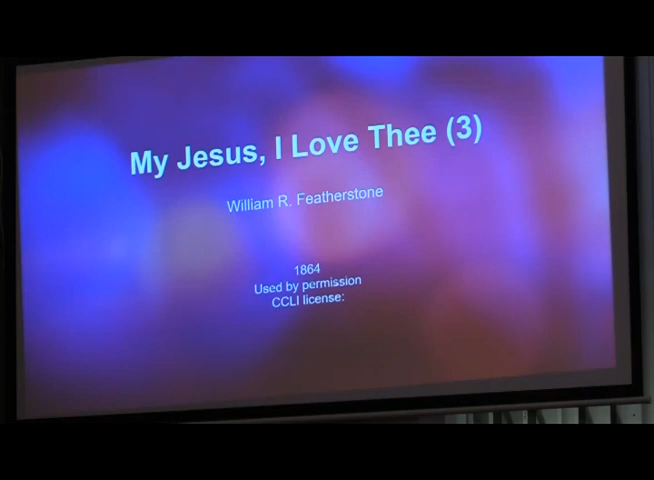 My Jesus, I Love Thee (3)
William R. Featherstone
1864
Used by permission
CCLI license: